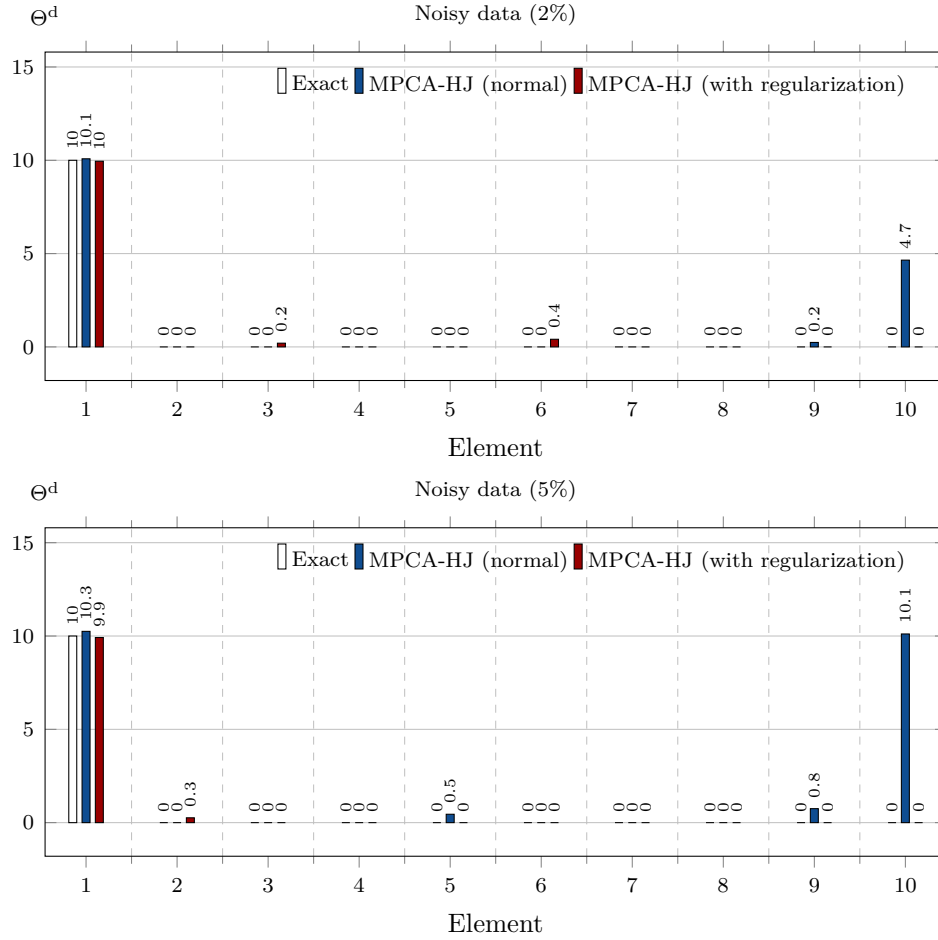 Noisy data (2%)
Θd
15
Exact MPCA-HJ (normal) MPCA-HJ (with regularization)
10 10.1 10
10
4.7
5
0 0 0 0 0 0.2 0 0 0 0 0 0 0 0 0.4 0 0 0 0 0 0 0 0.2 0 0 0
0
1 2 3 4 5 6 7 8 9 10
Element
Noisy data (5%)
Θd
15
Exact MPCA-HJ (normal) MPCA-HJ (with regularization)
10 10.3 9.9 10.1
10
5
0 0 0.3 0 0 0 0 0 0 0 0.5 0 0 0 0 0 0 0 0 0 0 0 0.8 0 0 0
0
1 2 3 4 5 6 7 8 9 10
Element